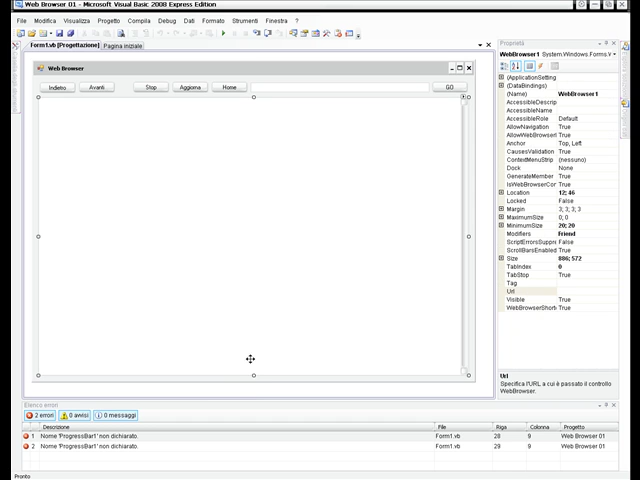 Web Browser 01 - Microsoft Visual Basic 2008 Express Edition
File Modifica Visualizza Progetto Compila Debug Dati Formato Strumenti Finestra ?
Form1.vb [Progettazione] Pagina iniziale
Web Browser
Indietro Avanti Stop Aggiorna Home GO
Proprietà
WebBrowser1 System.Windows.Forms.W
(ApplicationSetting
(DataBindings)
(Name) WebBrowser1
AccessibleDescrip
AccessibleName
AccessibleRole Default
AllowNavigation True
AllowWebBrowserI True
Anchor Top, Left
CausesValidation True
ContextMenuStrip (nessuno)
Dock None
GenerateMember True
IsWebBrowserCor True
Location 12; 46
Locked False
Margin 3; 3; 3; 3
MaximumSize 0; 0
MinimumSize 20; 20
Modifiers Friend
ScriptErrorsSuppre False
ScrollBarsEnabled True
Size 886; 572
TabIndex 0
TabStop True
Tag
Url
Visible True
WebBrowserShort True
Url
Specifica l'URL a cui è passato il controllo
WebBrowser.
Elenco errori
2 errori 0 avvisi 0 messaggi
Descrizione File Riga Colonna Progetto
1 Nome 'ProgressBar1' non dichiarato. Form1.vb 28 9 Web Browser 01
2 Nome 'ProgressBar1' non dichiarato. Form1.vb 29 9 Web Browser 01
Pronto